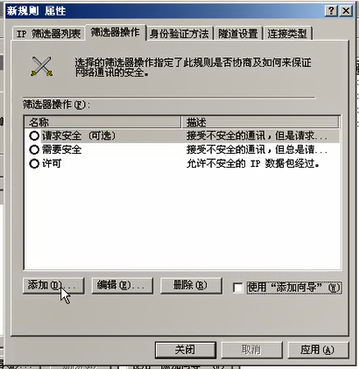 新规则 属性
IP 筛选器列表 筛选器操作 身份验证方法 隧道设置 连接类型
选择的筛选器操作指定了此规则是否协商及如何来保证
网络通讯的安全。
筛选器操作(F):
名称 描述
请求安全 (可选) 接受不安全的通讯，但是请求...
需要安全 接受不安全的通讯，但总是请...
许可 允许不安全的 IP 数据包经过。
添加(D)... 编辑(E)... 删除(R) 使用“添加向导”(W)
关闭 取消 应用(A)